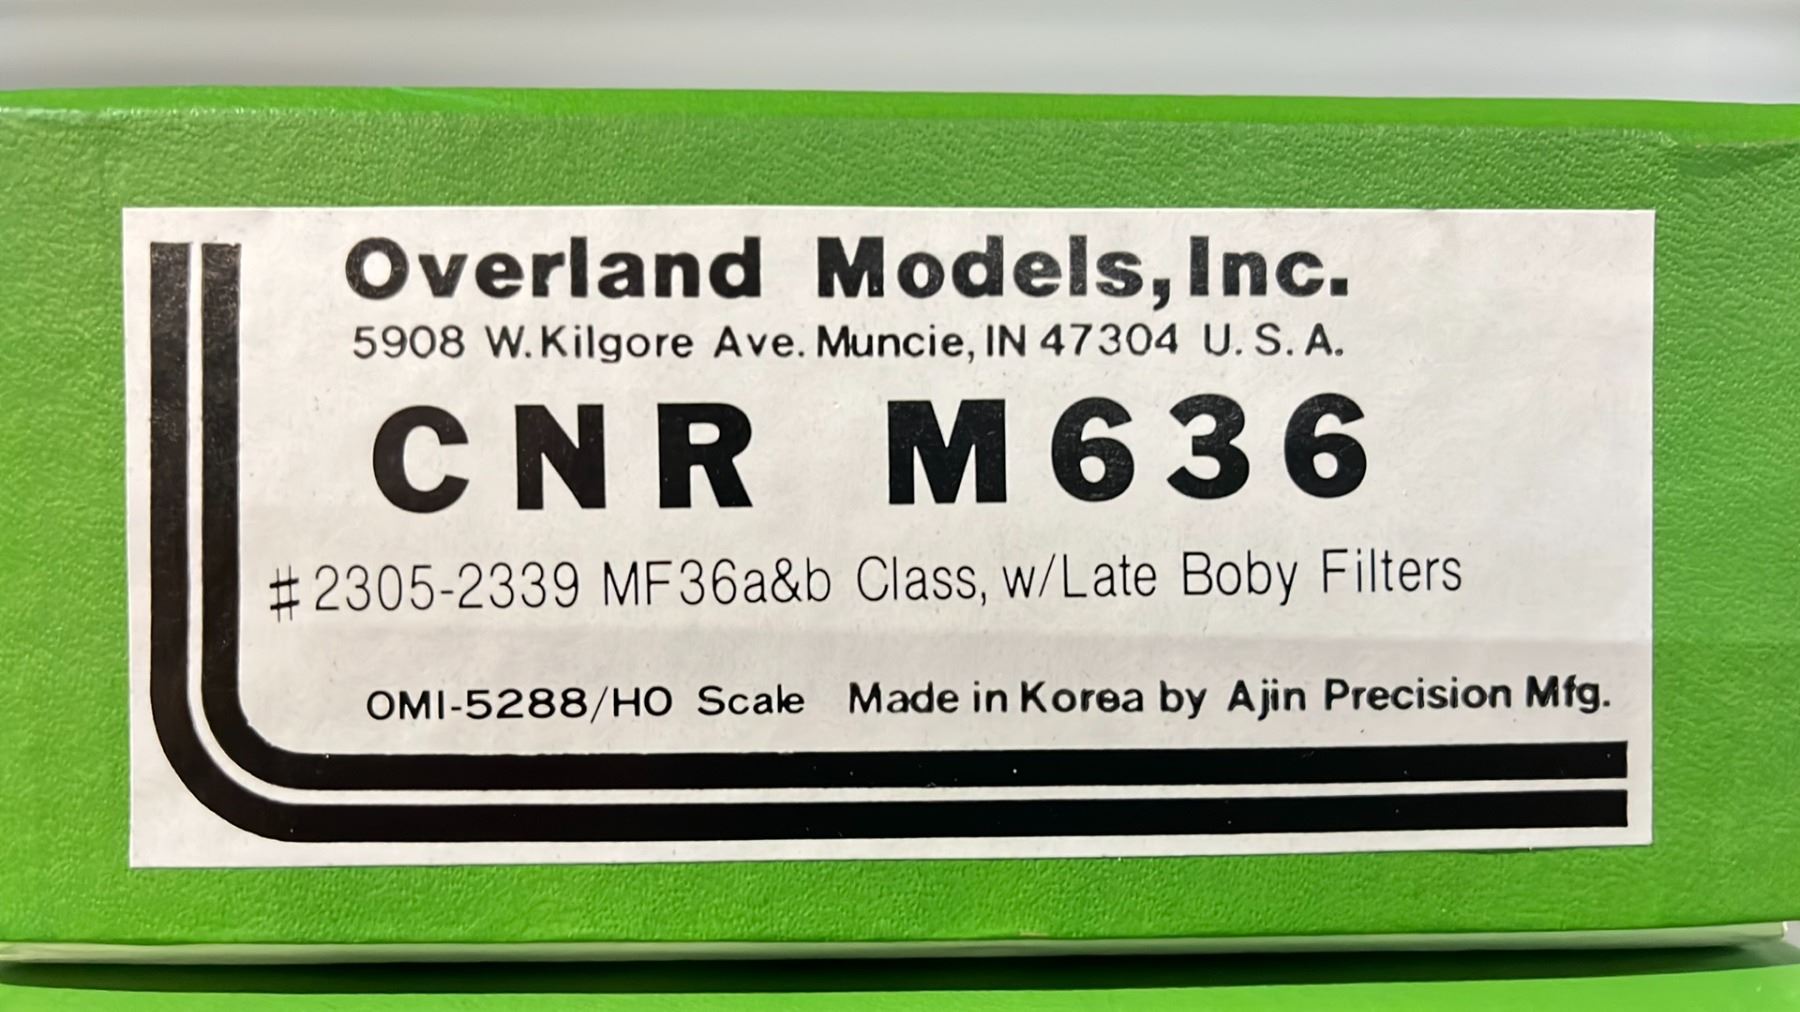 Overland Models, Inc.
5908 W. Kilgore Ave. Muncie, IN 47304 U. S. A.
CNR M636
#2305-2339 MF36a&b Class, w/Late Boby Filters
OMI-5288/HO Scale Made in Korea by Ajin Precision Mfg.